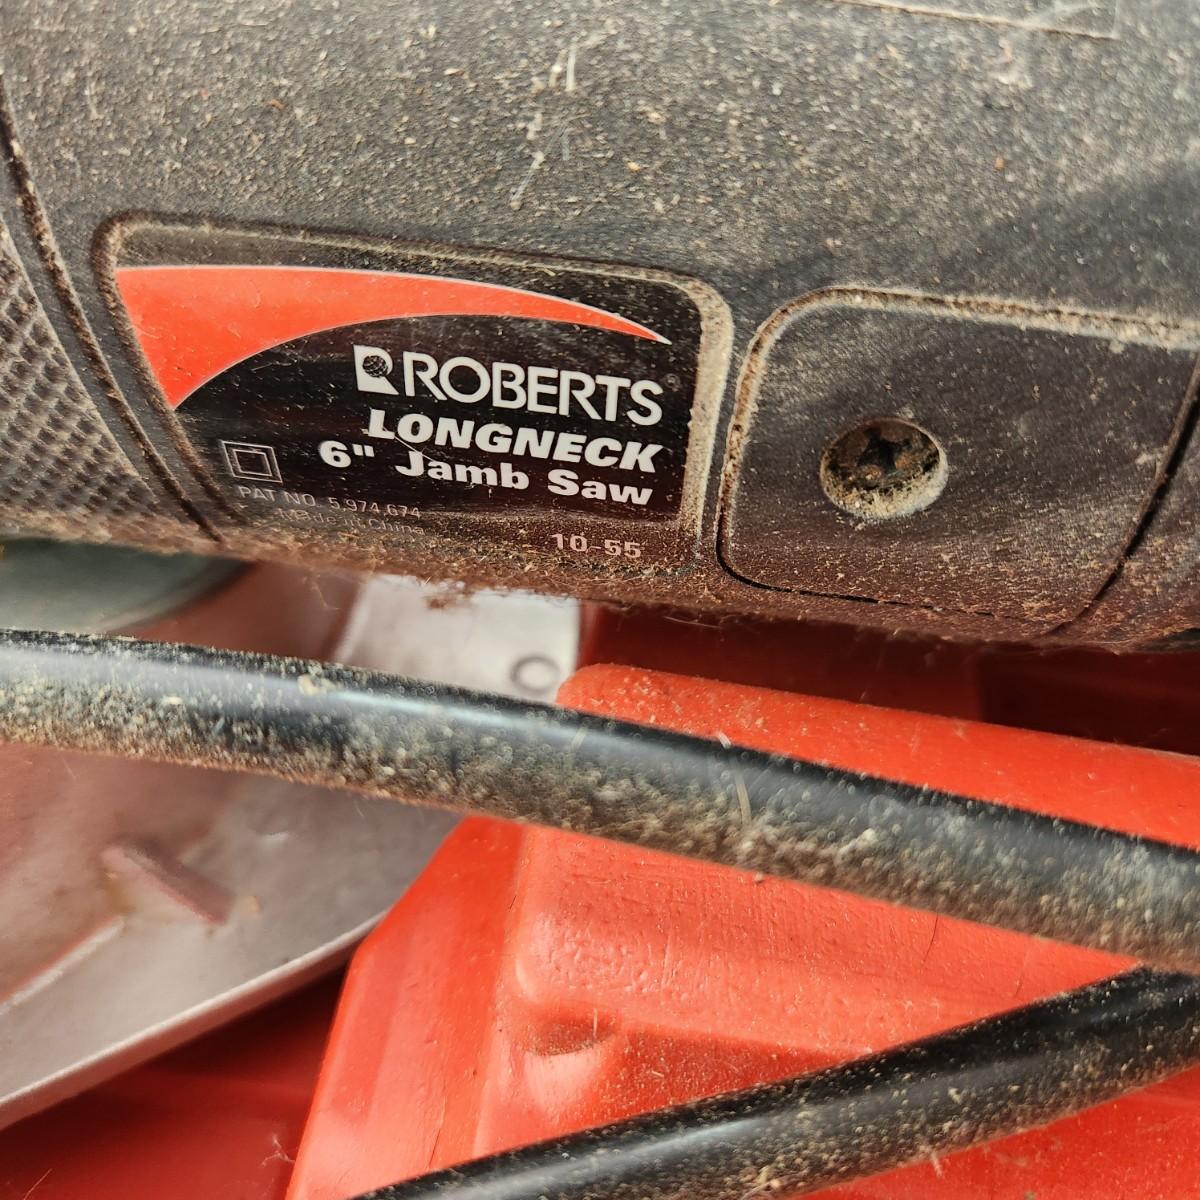 ROBERTS
LONGNECK
6" Jamb Saw
PAT NO. 5,974,674
Made in China
10-55